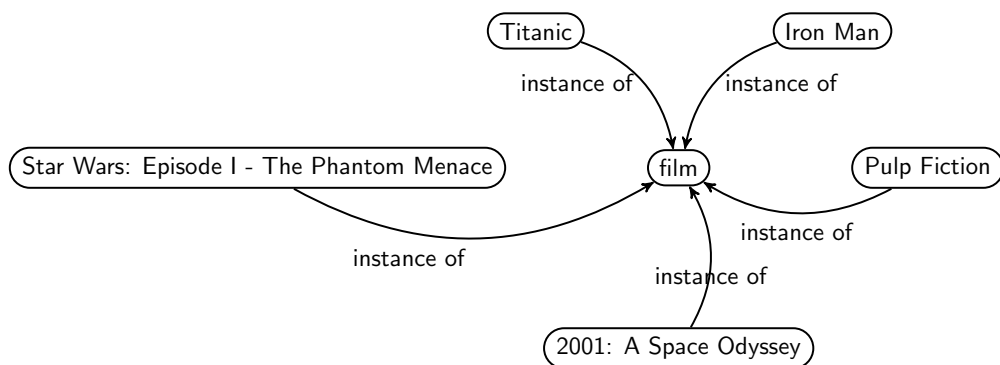 Titanic
Iron Man
instance of
instance of
Star Wars: Episode I - The Phantom Menace
film
Pulp Fiction
instance of
instance of
instance of
2001: A Space Odyssey